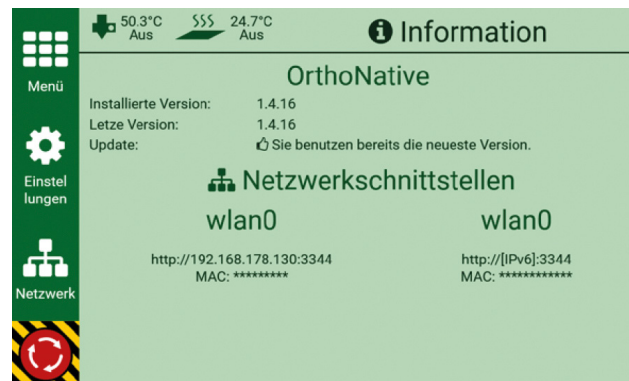 50.3°C
Aus
24.7°C
Aus
Information
Menü
OrthoNative
Installierte Version: 1.4.16
Letze Version: 1.4.16
Update: Sie benutzen bereits die neueste Version.
Einstel
lungen
Netzwerkschnittstellen
wlan0
http://192.168.178.130:3344
MAC: *********
wlan0
http://[IPv6]:3344
MAC: ************
Netzwerk